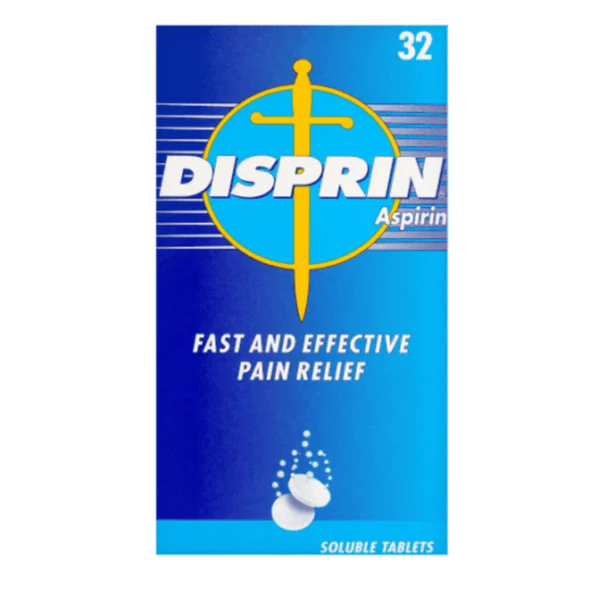 32
DISPRIN
Aspirin
FAST AND EFFECTIVE
PAIN RELIEF
SOLUBLE TABLETS